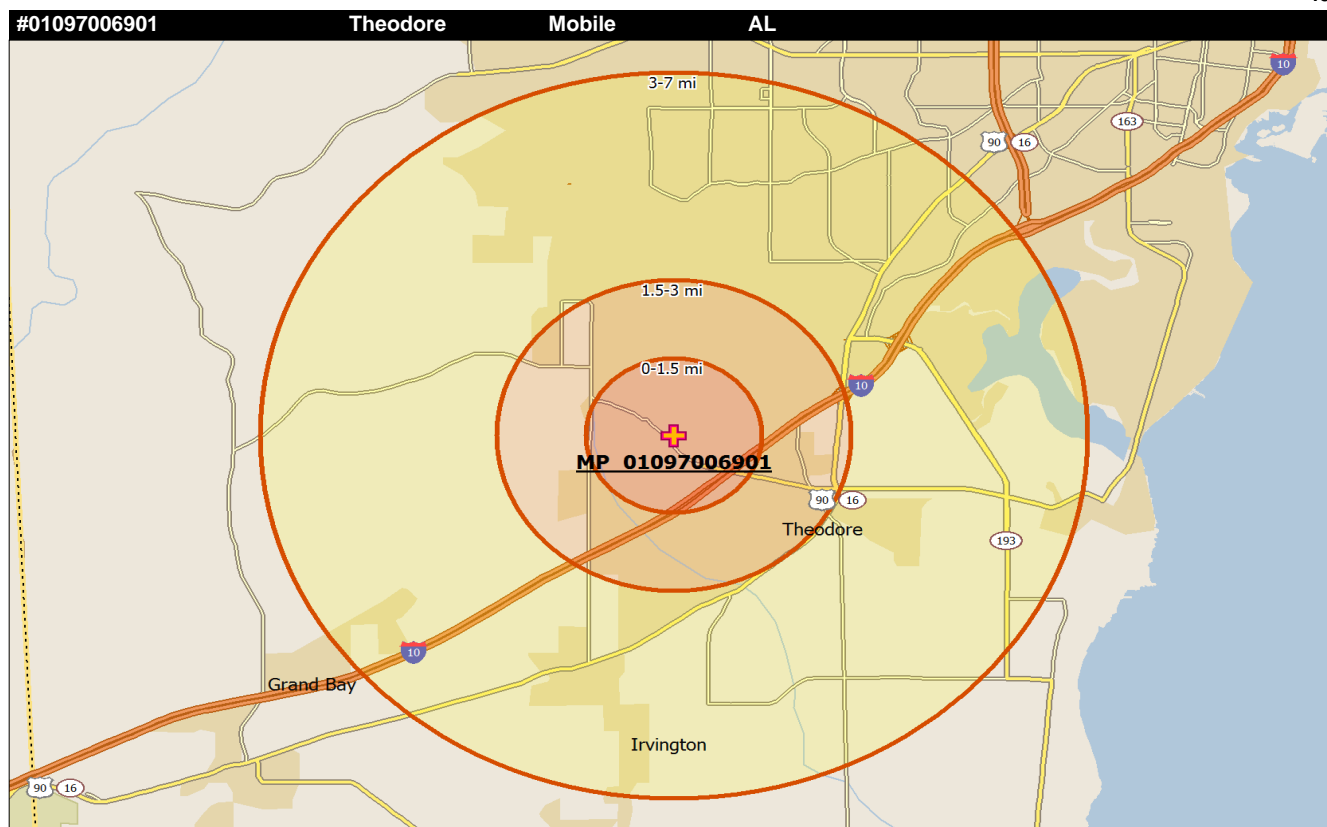 #01097006901 Theodore Mobile AL
3-7 mi
10
163
90 16
1.5-3 mi
0-1.5 mi
10
MP 01097006901
90 16
Theodore
193
10
Grand Bay
Irvington
90 16